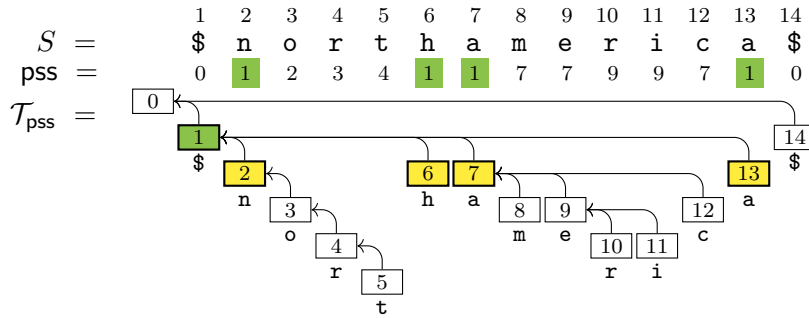 1 2 3 4 5 6 7 8 9 10 11 12 13 14
S = $ n o r t h a m e r i c a $
pss = 0 1 2 3 4 1 1 7 7 9 9 7 1 0
𝒯pss = 0
1 14
$ $
2 6 7 13
n h a a
3 8 9 12
o m e c
4 10 11
r r i
5
t